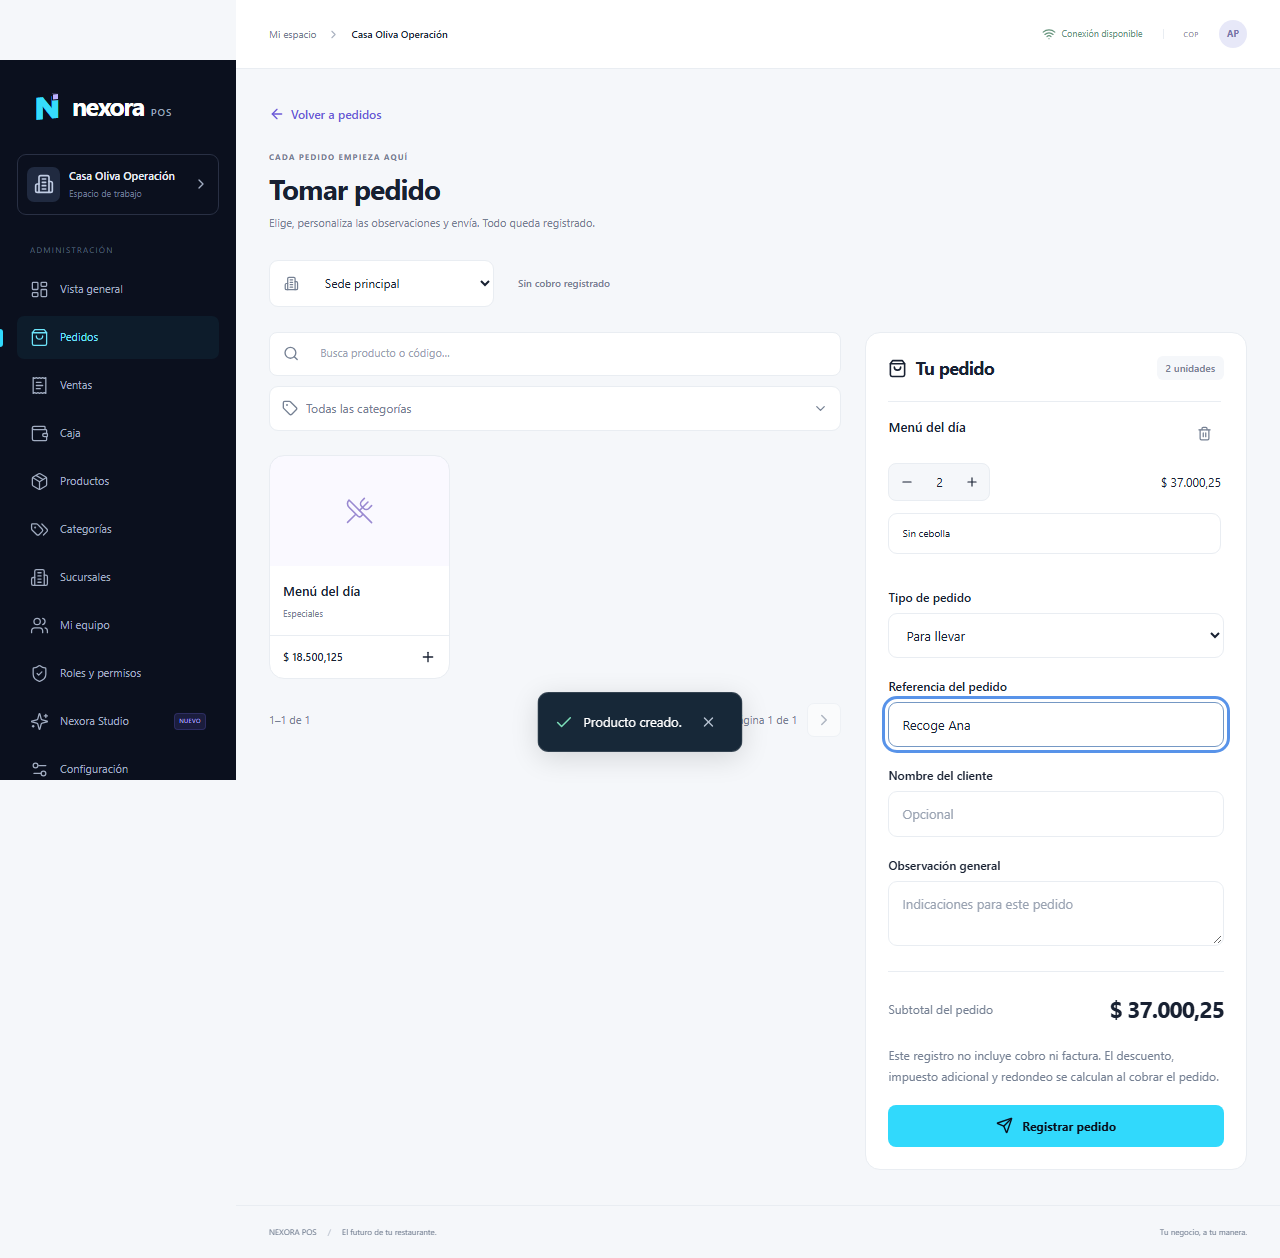 Mi espacio
Casa Oliva Operación
Conexión disponible
COP
AP
nexora POS
Casa Oliva Operación
Espacio de trabajo
ADMINISTRACIÓN
Vista general
Pedidos
Ventas
Caja
Productos
Categorías
Sucursales
Mi equipo
Roles y permisos
Nexora Studio
NUEVO
Configuración
Volver a pedidos
CADA PEDIDO EMPIEZA AQUÍ
Tomar pedido
Elige, personaliza las observaciones y envía. Todo queda registrado.
Sede principal
Sin cobro registrado
Busca producto o código...
Todas las categorías
Menú del día
Especiales
$ 18.500,125
1–1 de 1
Producto creado.
gina 1 de 1
Tu pedido
2 unidades
Menú del día
2
$ 37.000,25
Sin cebolla
Tipo de pedido
Para llevar
Referencia del pedido
Recoge Ana
Nombre del cliente
Opcional
Observación general
Indicaciones para este pedido
Subtotal del pedido
$ 37.000,25
Este registro no incluye cobro ni factura. El descuento,
impuesto adicional y redondeo se calculan al cobrar el pedido.
Registrar pedido
NEXORA POS / El futuro de tu restaurante.
Tu negocio, a tu manera.